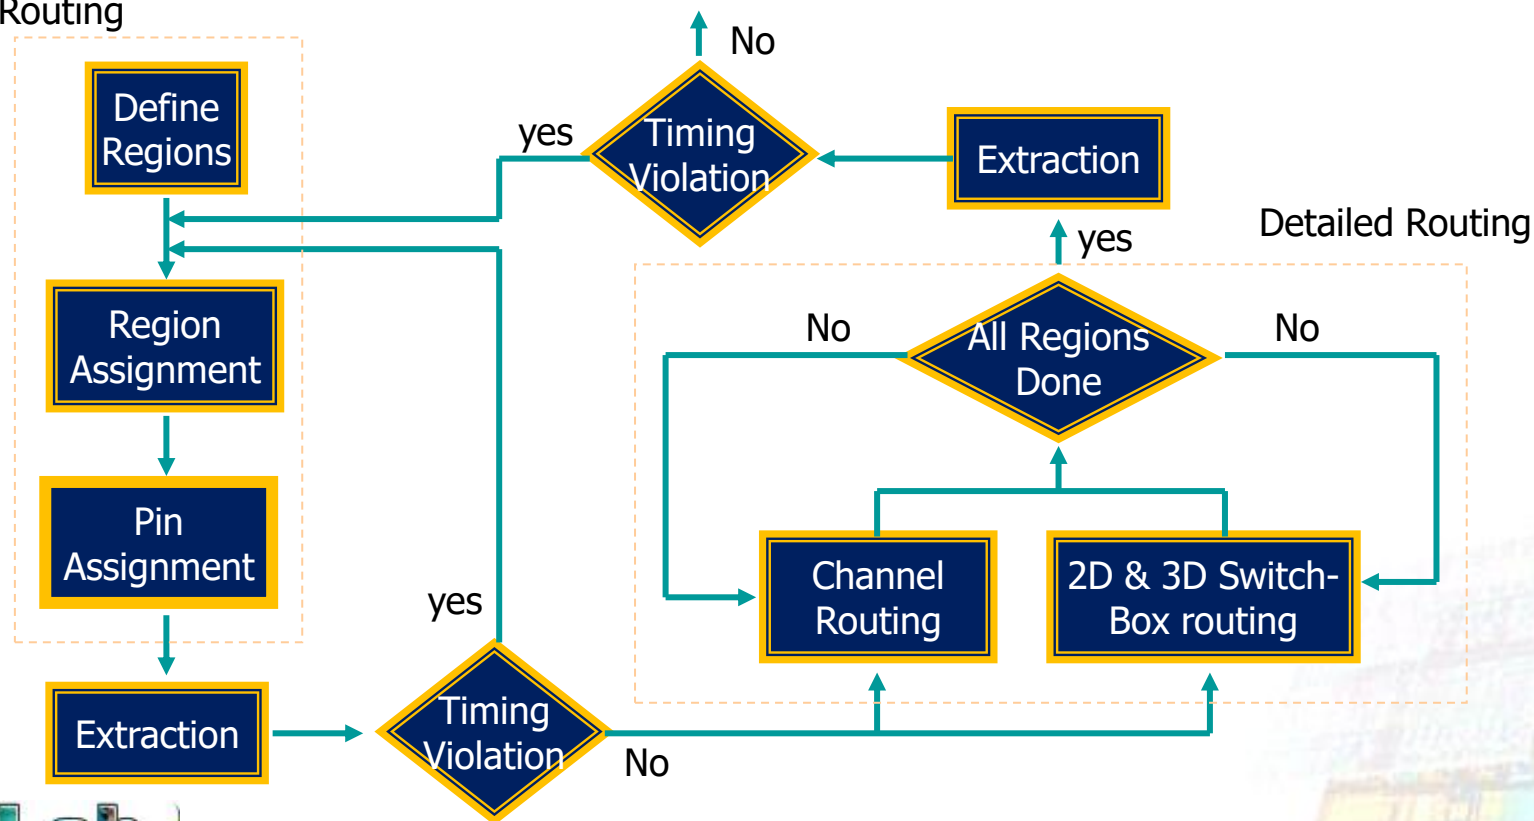 Routing
Define
Regions
Region
Assignment
Pin
Assignment
Extraction
Timing
Violation
yes
No
Channel
Routing
2D & 3D Switch-
Box routing
All Regions
Done
No
No
yes
Detailed Routing
Extraction
Timing
Violation
yes
No